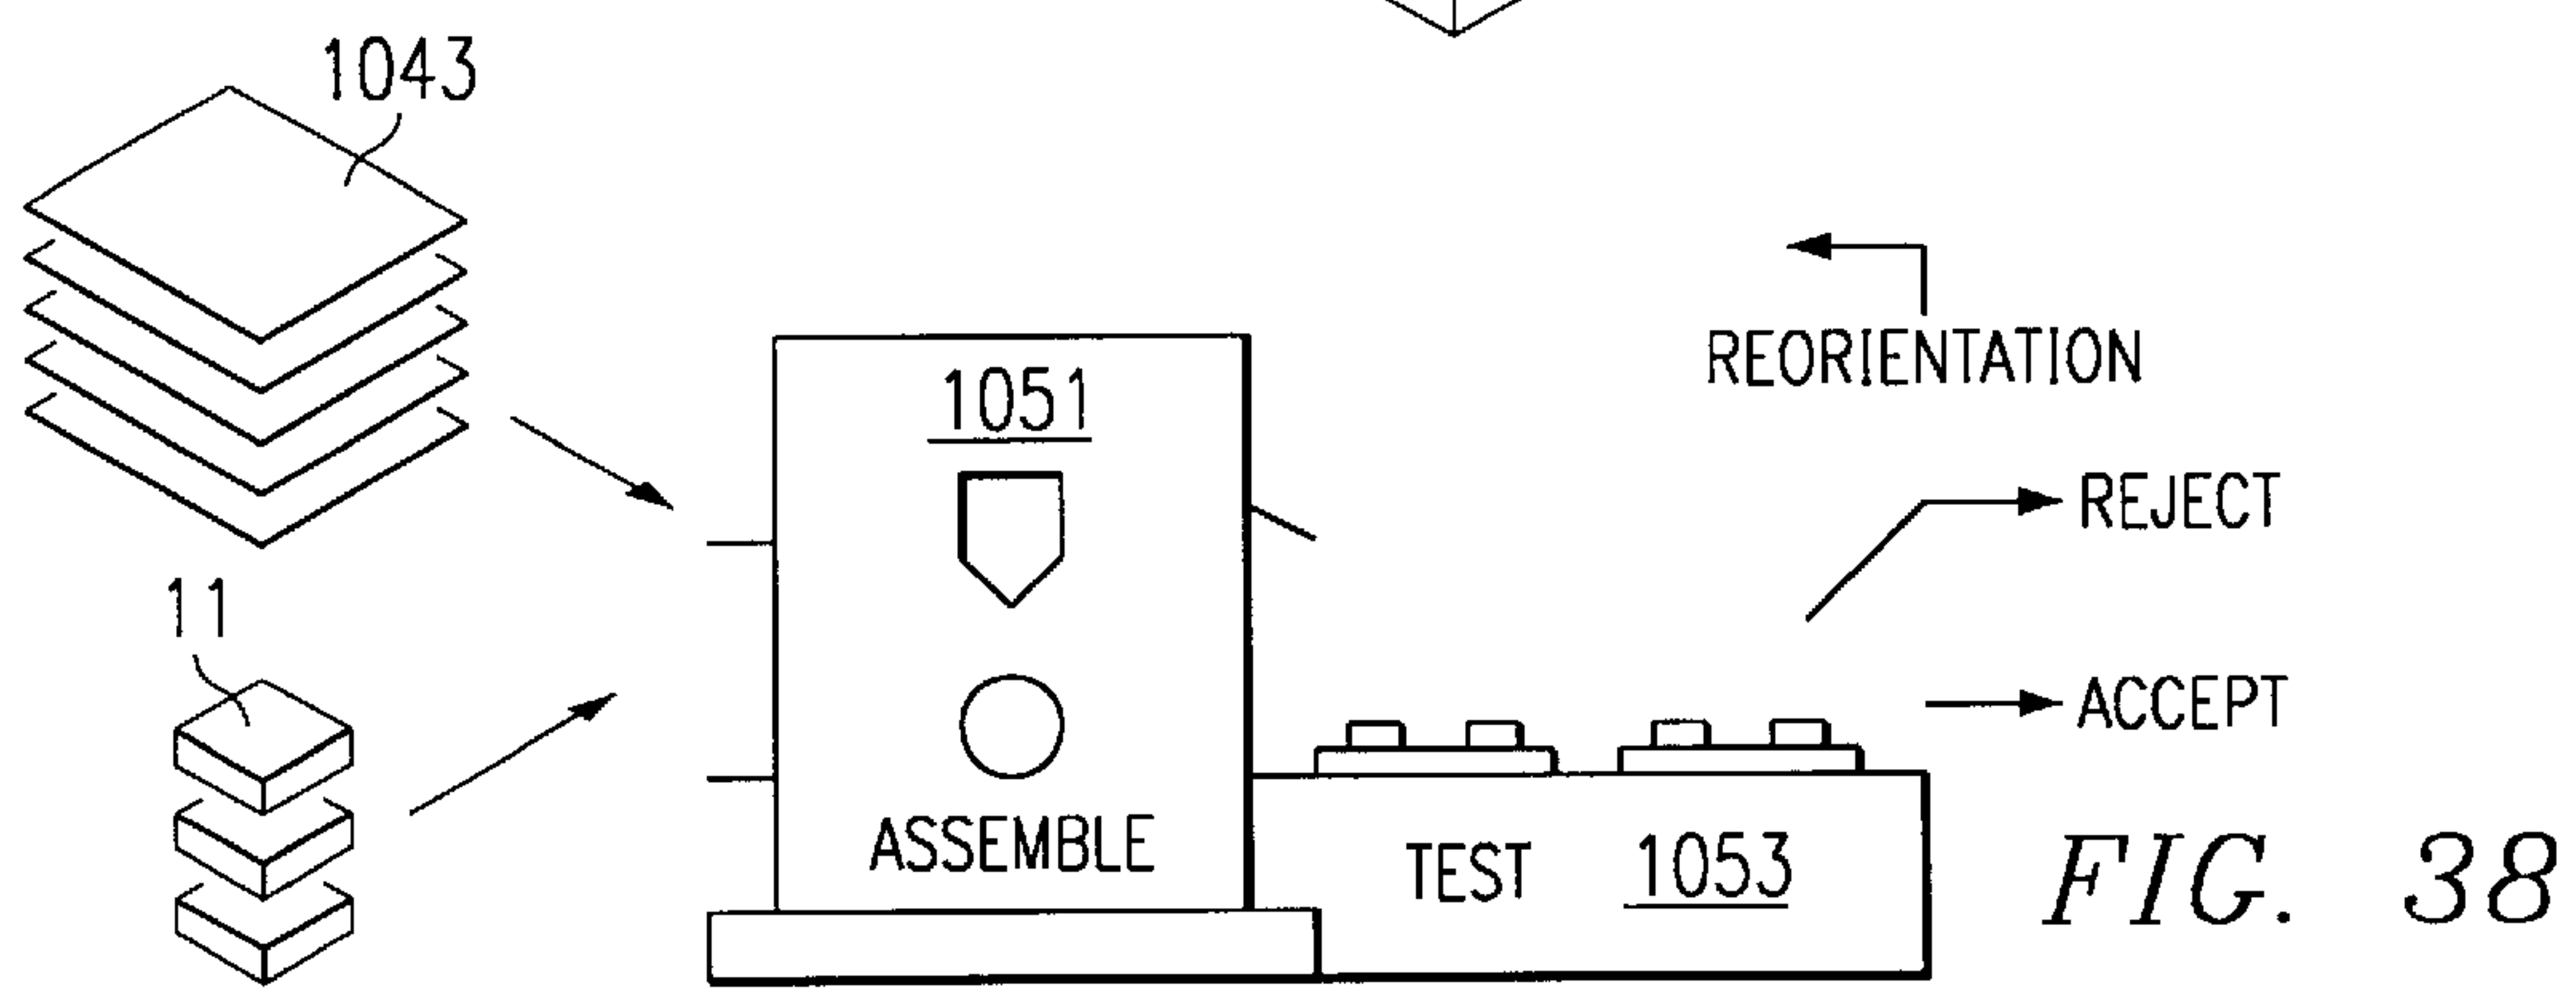 1043
REORIENTATION
1051
REJECT
11
ACCEPT
ASSEMBLE
TEST 1053
FIG. 38